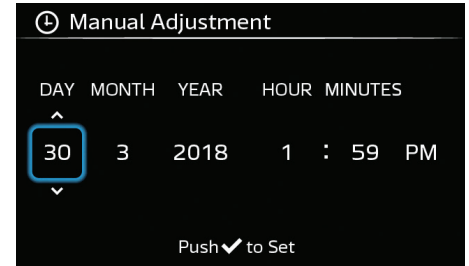 Manual Adjustment
DAY MONTH YEAR HOUR MINUTES
30 3 2018 1 : 59 PM
Push ✔ to Set